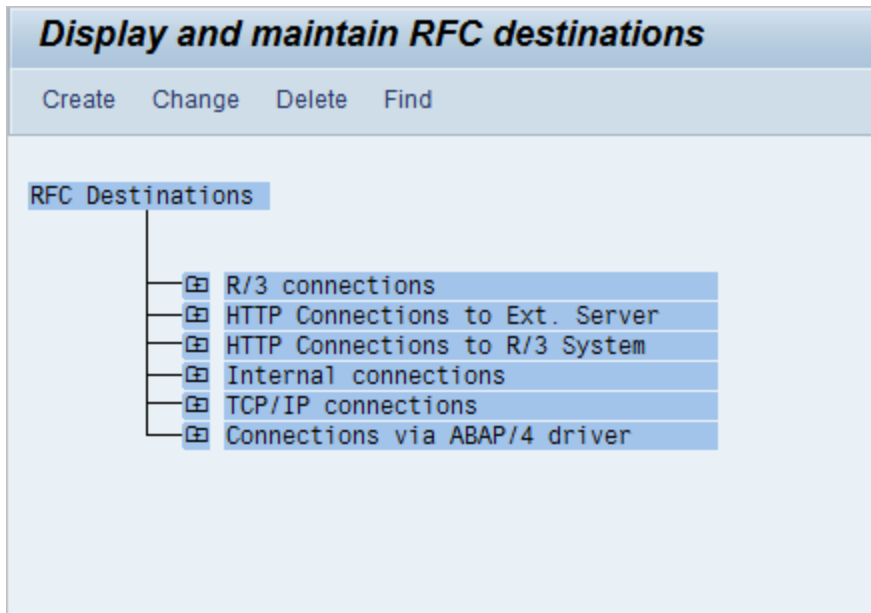 Display and maintain RFC destinations
Create Change Delete Find
RFC Destinations
R/3 connections
HTTP Connections to Ext. Server
HTTP Connections to R/3 System
Internal connections
TCP/IP connections
Connections via ABAP/4 driver